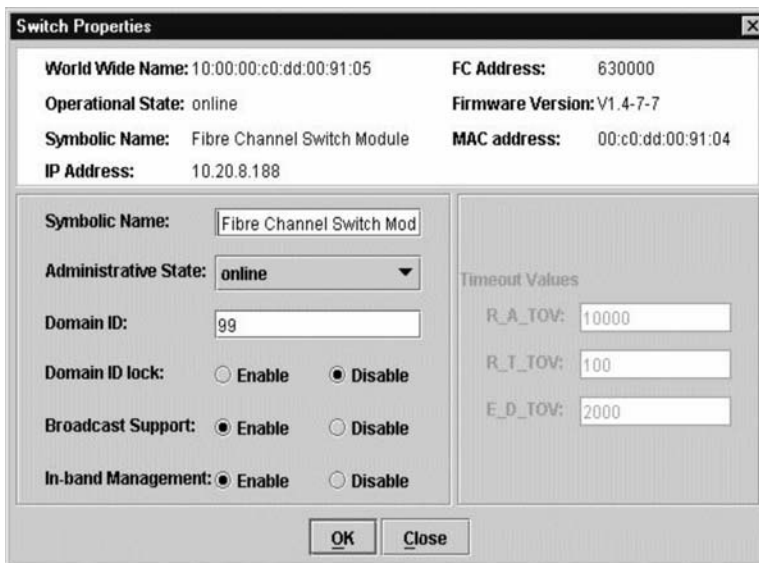 Switch Properties
World Wide Name: 10:00:00:c0:dd:00:91:05 FC Address: 630000
Operational State: online Firmware Version: V1.4-7-7
Symbolic Name: Fibre Channel Switch Module MAC address: 00:c0:dd:00:91:04
IP Address: 10.20.8.188
Symbolic Name: Fibre Channel Switch Mod
Administrative State: online
Domain ID: 99
Domain ID lock: Enable Disable
Broadcast Support: Enable Disable
In-band Management: Enable Disable
Timeout Values
R_A_TOV: 10000
R_T_TOV: 100
E_D_TOV: 2000
OK Close